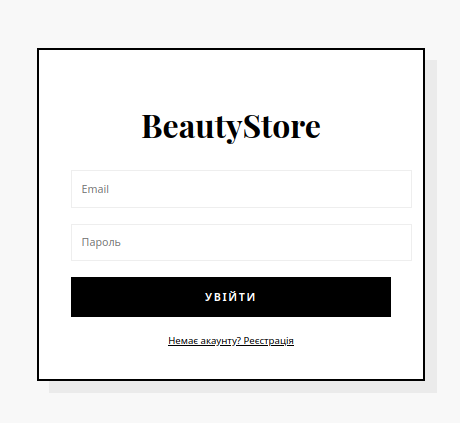 BeautyStore
Email
Пароль
УВІЙТИ
Немає акаунту? Реєстрація